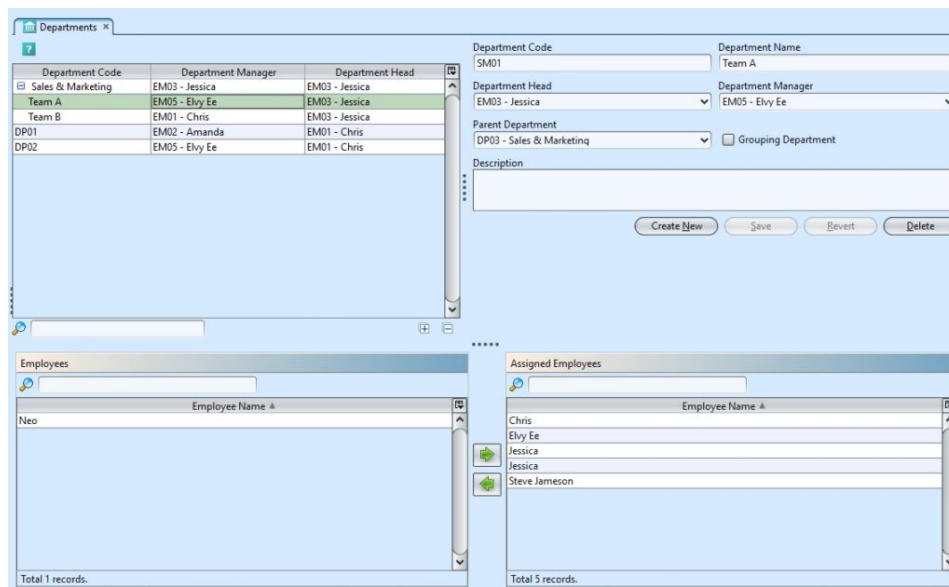 Departments ×
?
Department Code Department Manager Department Head
Sales & Marketing EM03 - Jessica EM03 - Jessica
Team A EM05 - Elvy Ee EM03 - Jessica
Team B EM01 - Chris EM03 - Jessica
DP01 EM02 - Amanda EM01 - Chris
DP02 EM05 - Elvy Ee EM01 - Chris
Department Code Department Name
SM01 Team A
Department Head Department Manager
EM03 - Jessica EM05 - Elvy Ee
Parent Department
DP03 - Sales & Marketing Grouping Department
Description
Create New Save Revert Delete
Employees
Employee Name
Neo
Total 1 records.
Assigned Employees
Employee Name
Chris
Elvy Ee
Jessica
Jessica
Steve Jameson
Total 5 records.